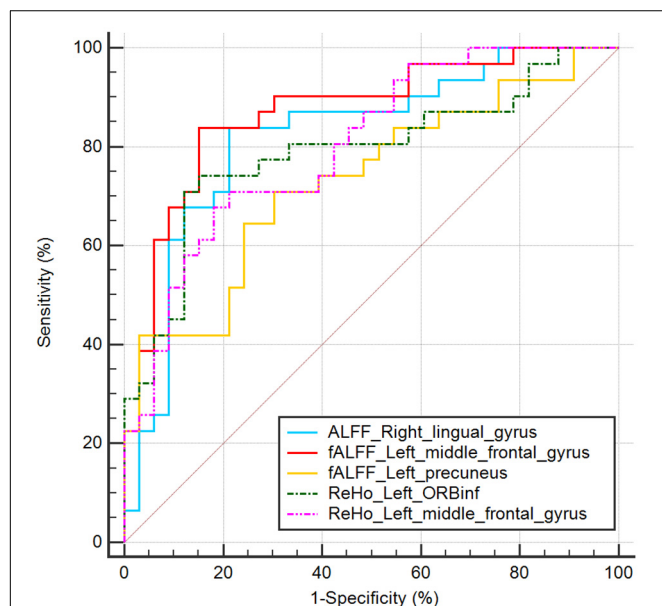 100
80
60
40
20
0
Sensitivity (%)
ALFF_Right_lingual_gyrus
fALFF_Left_middle_frontal_gyrus
fALFF_Left_precuneus
ReHo_Left_ORBinf
ReHo_Left_middle_frontal_gyrus
0 20 40 60 80 100
1-Specificity (%)